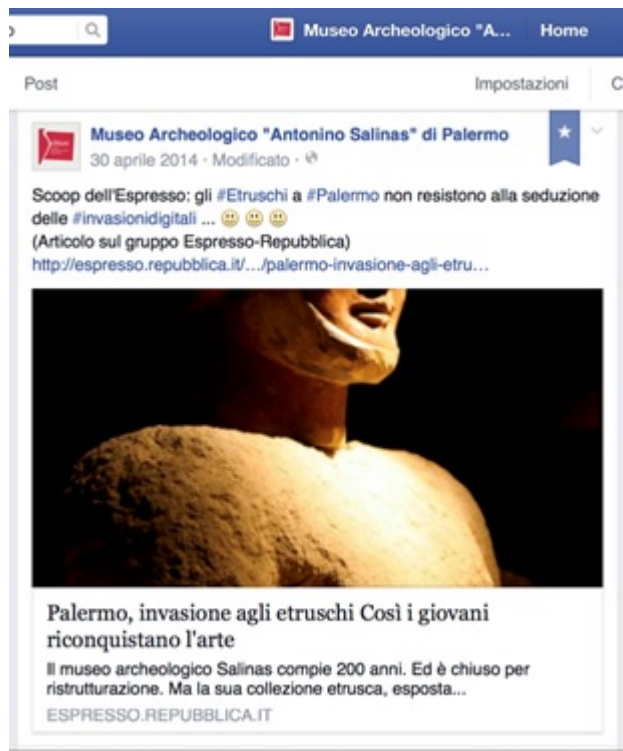 Museo Archeologico "A... Home
Post Impostazioni
Museo Archeologico "Antonino Salinas" di Palermo
30 aprile 2014 · Modificato ·
Scoop dell'Espresso: gli #Etruschi a #Palermo non resistono alla seduzione
delle #invasionidigitali ...
(Articolo sul gruppo Espresso-Repubblica)
http://espresso.repubblica.it/.../palermo-invasione-agli-etru...
Palermo, invasione agli etruschi Così i giovani
riconquistano l'arte
Il museo archeologico Salinas compie 200 anni. Ed è chiuso per
ristrutturazione. Ma la sua collezione etrusca, esposta...
ESPRESSO.REPUBBLICA.IT